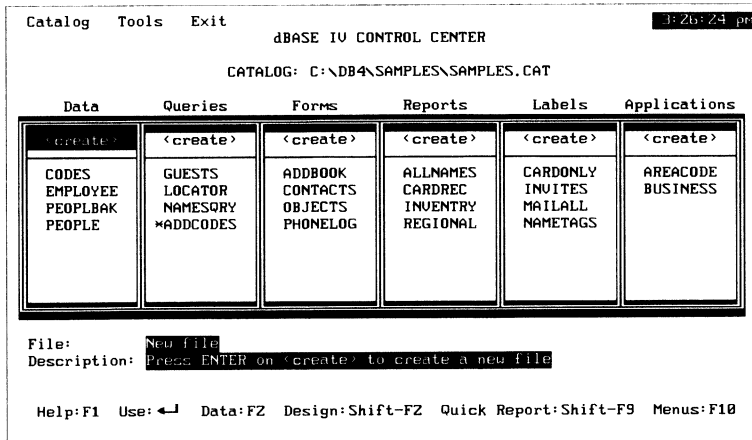 Catalog Tools Exit 3:26:24 pm
dBASE IV CONTROL CENTER
CATALOG: C:\DB4\SAMPLES\SAMPLES.CAT
Data Queries Forms Reports Labels Applications
<create> <create> <create> <create> <create> <create>
CODES GUESTS ADDBOOK ALLNAMES CARDONLY AREACODE
EMPLOYEE LOCATOR CONTACTS CARDREC INVITES BUSINESS
PEOPLBAK NAMESQRY OBJECTS INVENTRY MAILALL
PEOPLE *ADDCODES PHONELOG REGIONAL NAMETAGS
File: New file
Description: Press ENTER on <create> to create a new file
Help:F1 Use:↵ Data:F2 Design:Shift-F2 Quick Report:Shift-F9 Menus:F10